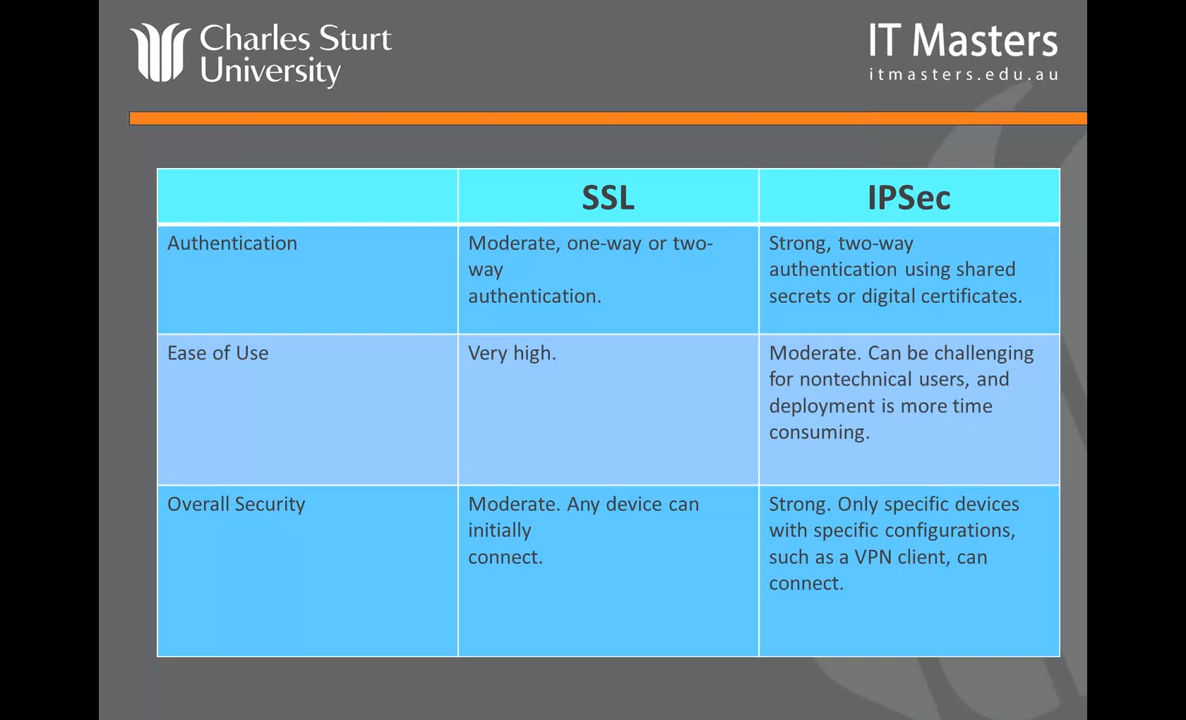 Charles Sturt
University
IT Masters
itmasters.edu.au
SSL
IPSec
Authentication
Moderate, one-way or two-
way
authentication.
Strong, two-way
authentication using shared
secrets or digital certificates.
Ease of Use
Very high.
Moderate. Can be challenging
for nontechnical users, and
deployment is more time
consuming.
Overall Security
Moderate. Any device can
initially
connect.
Strong. Only specific devices
with specific configurations,
such as a VPN client, can
connect.